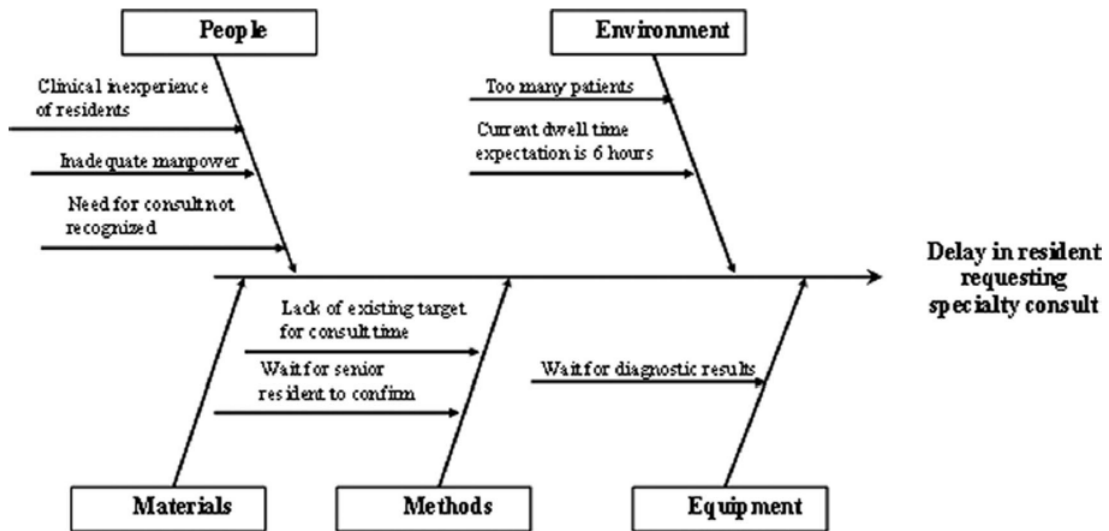 People
Environment
Clinical inexperience
of residents
Inadequate manpower
Need for consult not
recognized
Too many patients
Current dwell time
expectation is 6 hours
Delay in resident
requesting
specialty consult
Lack of existing target
for consult time
Wait for senior
resident to confirm
Wait for diagnostic results
Materials
Methods
Equipment